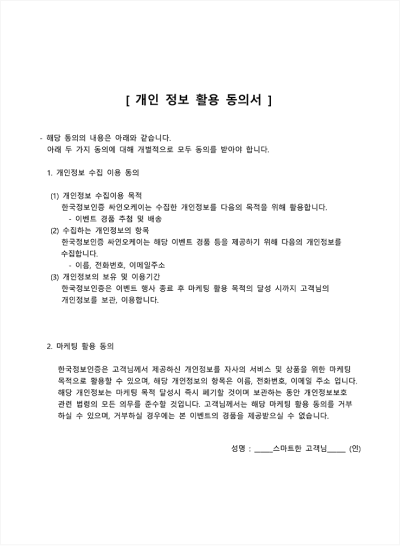 [ 개인 정보 활용 동의서 ]
- 해당 동의의 내용은 아래와 같습니다.
아래 두 가지 동의에 대해 개별적으로 모두 동의를 받아야 합니다.
1. 개인정보 수집 이용 동의
(1) 개인정보 수집이용 목적
한국정보인증 싸인오케이는 수집한 개인정보를 다음의 목적을 위해 활용합니다.
- 이벤트 경품 추첨 및 배송
(2) 수집하는 개인정보의 항목
한국정보인증 싸인오케이는 해당 이벤트 경품 등을 제공하기 위해 다음의 개인정보를
수집합니다.
- 이름, 전화번호, 이메일주소
(3) 개인정보의 보유 및 이용기간
한국정보인증은 이벤트 행사 종료 후 마케팅 활용 목적의 달성 시까지 고객님의
개인정보를 보관, 이용합니다.
2. 마케팅 활용 동의
한국정보인증은 고객님께서 제공하신 개인정보를 자사의 서비스 및 상품을 위한 마케팅
목적으로 활용할 수 있으며, 해당 개인정보의 항목은 이름, 전화번호, 이메일 주소 입니다.
해당 개인정보는 마케팅 목적 달성시 즉시 폐기할 것이며 보관하는 동안 개인정보보호
관련 법령의 모든 의무를 준수할 것입니다. 고객님께서는 해당 마케팅 활용 동의를 거부
하실 수 있으며, 거부하실 경우에는 본 이벤트의 경품을 제공받으실 수 없습니다.
성명 : _____스마트한 고객님_____ (인)